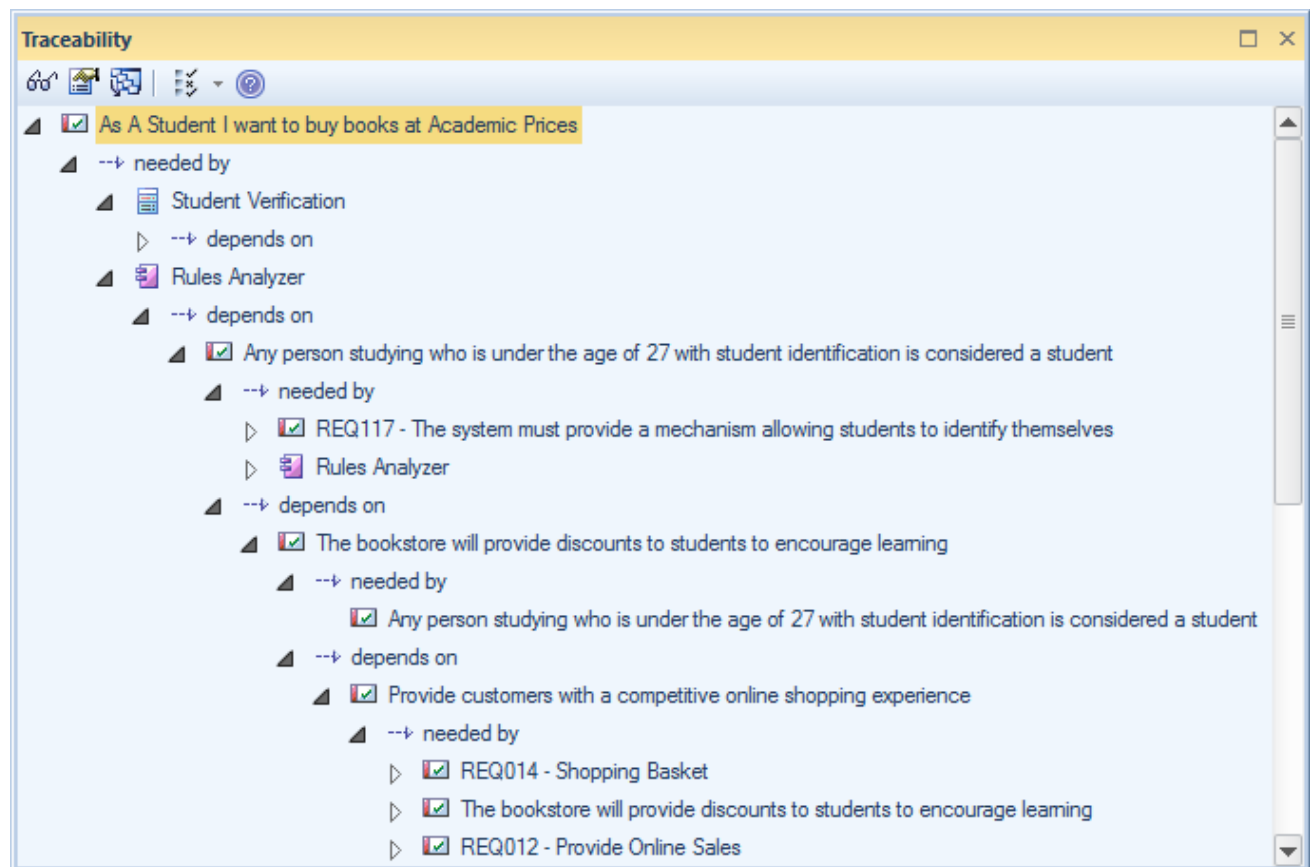 Traceability
As A Student I want to buy books at Academic Prices
needed by
Student Verification
depends on
Rules Analyzer
depends on
Any person studying who is under the age of 27 with student identification is considered a student
needed by
REQ117 - The system must provide a mechanism allowing students to identify themselves
Rules Analyzer
depends on
The bookstore will provide discounts to students to encourage learning
needed by
Any person studying who is under the age of 27 with student identification is considered a student
depends on
Provide customers with a competitive online shopping experience
needed by
REQ014 - Shopping Basket
The bookstore will provide discounts to students to encourage learning
REQ012 - Provide Online Sales